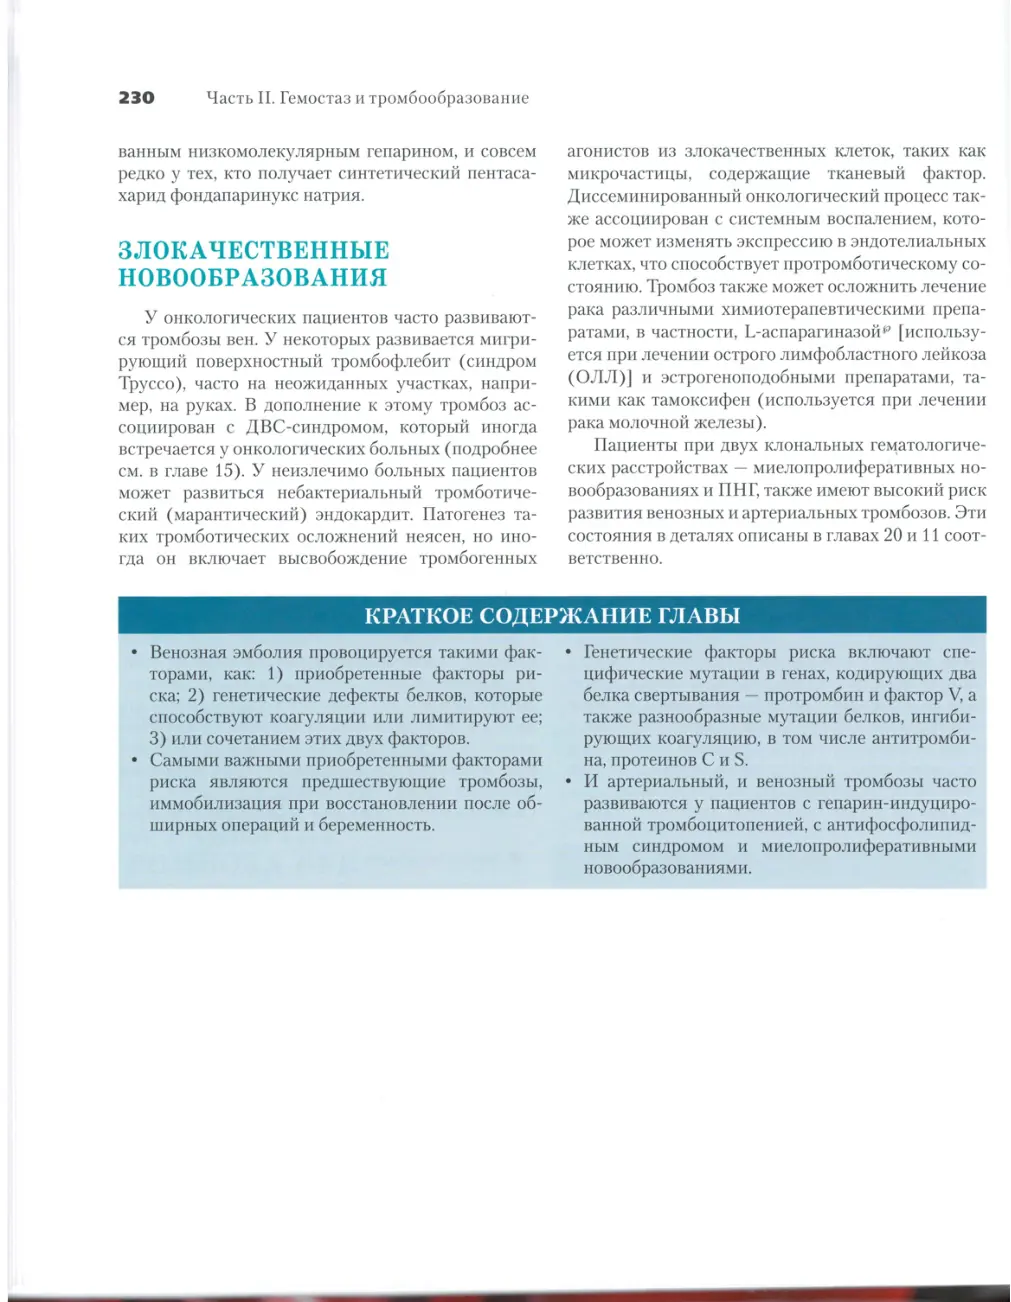 230 Часть II. Гемостаз и тромбообразование
ванным низкомолекулярным гепарином, и совсем
редко у тех, кто получает синтетический пентаса-
харид фондапаринукс натрия.
ЗЛОКАЧЕСТВЕННЫЕ
НОВООБРАЗОВАНИЯ
У онкологических пациентов часто развивают-
ся тромбозы вен. У некоторых развивается мигри-
рующий поверхностный тромбофлебит (синдром
Труссо), часто на неожиданных участках, напри-
мер, на руках. В дополнение к этому тромбоз ас-
социирован с ДВС-синдромом, который иногда
встречается у онкологических больных (подробнее
см. в главе 15). У неизлечимо больных пациентов
может развиться небактериальный тромботиче-
ский (марантический) эндокардит. Патогенез та-
ких тромботических осложнений неясен, но ино-
гда он включает высвобождение тромбогенных
агонистов из злокачественных клеток, таких как
микрочастицы, содержащие тканевый фактор.
Диссеминированный онкологический процесс так-
же ассоциирован с системным воспалением, кото-
рое может изменять экспрессию в эндотелиальных
клетках, что способствует протромботическому со-
стоянию. Тромбоз также может осложнить лечение
рака различными химиотерапевтическими препа-
ратами, в частности, L-аспарагиназой℘ [использу-
ется при лечении острого лимфобластного лейкоза
(ОЛЛ)] и эстрогеноподобными препаратами, та-
кими как тамоксифен (используется при лечении
рака молочной железы).
Пациенты при двух клональных гематологиче-
ских расстройствах — миелопролиферативных но-
вообразованиях и ПНГ, также имеют высокий риск
развития венозных и артериальных тромбозов. Эти
состояния в деталях описаны в главах 20 и 11 соот-
ветственно.
КРАТКОЕ СОДЕРЖАНИЕ ГЛАВЫ
• Венозная эмболия провоцируется такими фак-
торами, как: 1) приобретенные факторы ри-
ска; 2) генетические дефекты белков, которые
способствуют коагуляции или лимитируют ее;
3) или сочетанием этих двух факторов.
• Самыми важными приобретенными факторами
риска являются предшествующие тромбозы,
иммобилизация при восстановлении после об-
ширных операций и беременность.
• Генетические факторы риска включают спе-
цифические мутации в генах, кодирующих два
белка свертывания — протромбин и фактор V, а
также разнообразные мутации белков, ингиби-
рующих коагуляцию, в том числе антитромби-
на, протеинов C и S.
• И артериальный, и венозный тромбозы часто
развиваются у пациентов с гепарин-индуциро-
ванной тромбоцитопенией, с антифосфолипид-
ным синдромом и миелопролиферативными
новообразованиями.